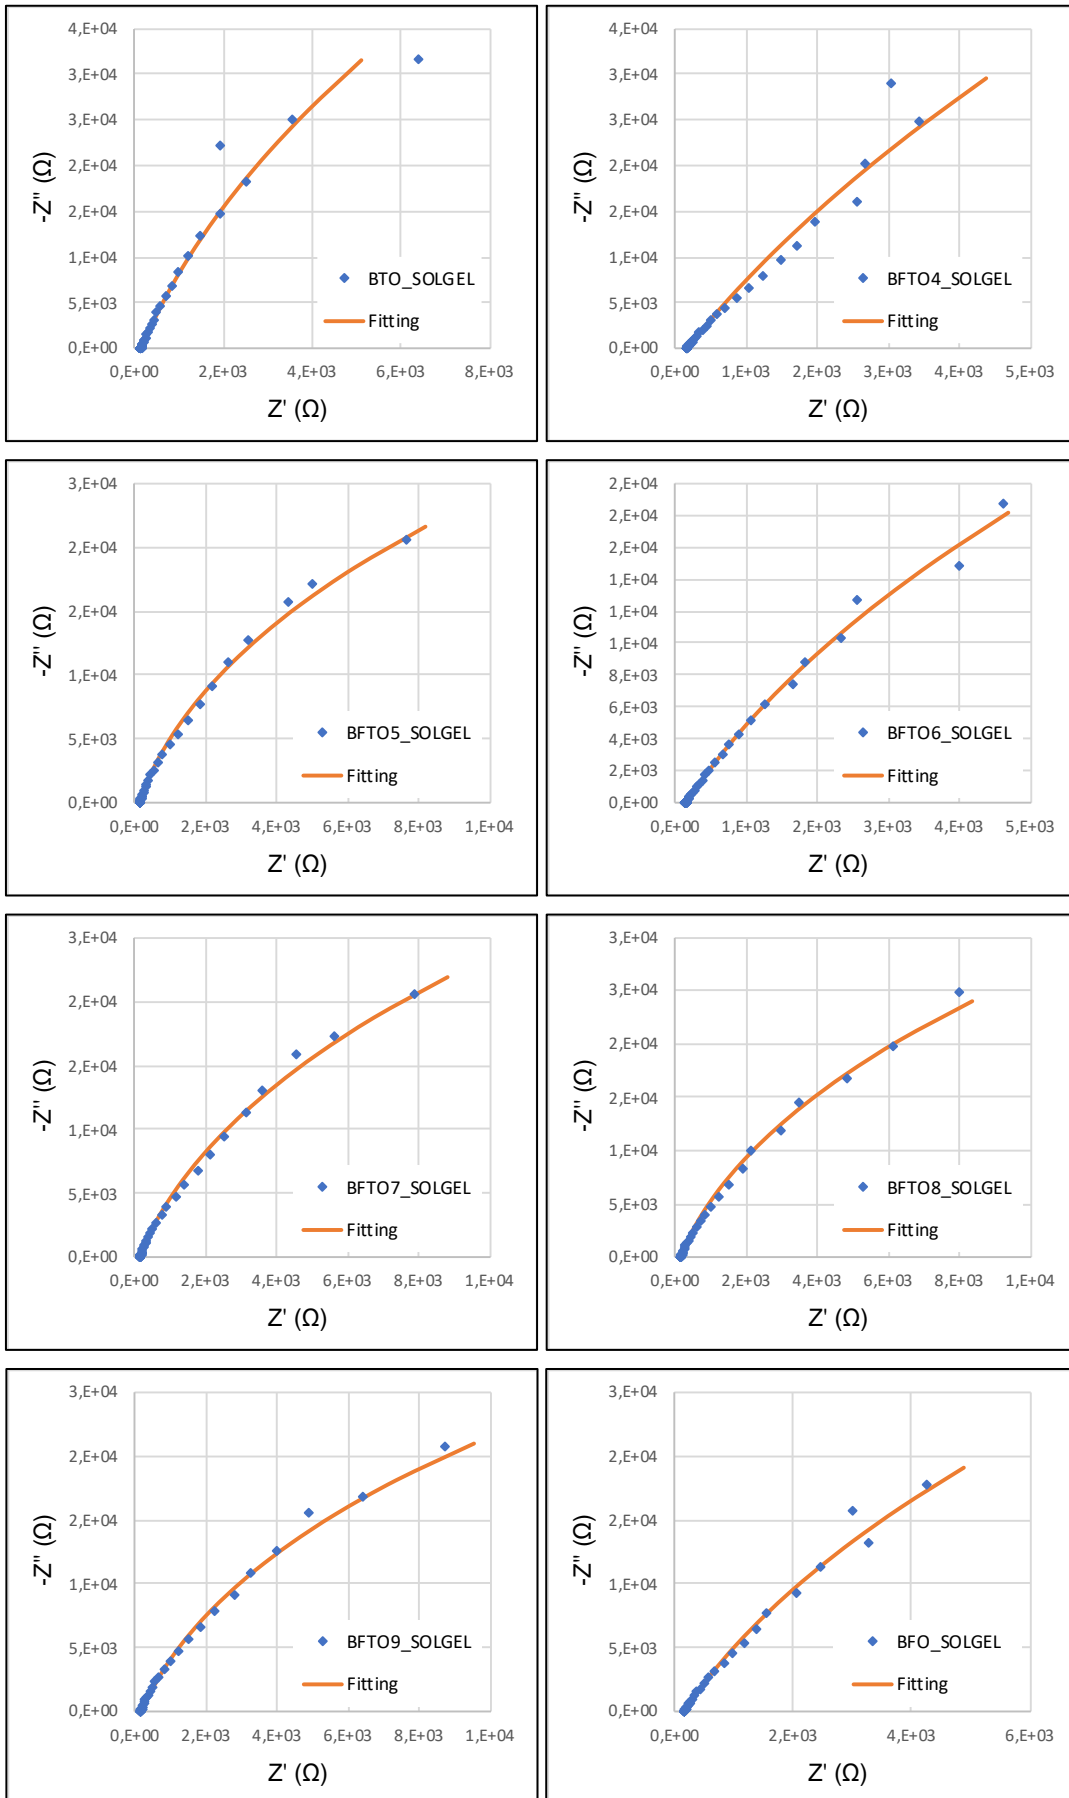 4,E+04
3,E+04
3,E+04
2,E+04
2,E+04
1,E+04
5,E+03
0,E+00
-Z'' (Ω)
BTO_SOLGEL
Fitting
0,E+00 2,E+03 4,E+03 6,E+03 8,E+03
Z' (Ω)
4,E+04
3,E+04
3,E+04
2,E+04
2,E+04
1,E+04
5,E+03
0,E+00
-Z'' (Ω)
BFTO4_SOLGEL
Fitting
0,E+00 1,E+03 2,E+03 3,E+03 4,E+03 5,E+03
Z' (Ω)
3,E+04
2,E+04
2,E+04
1,E+04
5,E+03
0,E+00
-Z'' (Ω)
BFTO5_SOLGEL
Fitting
0,E+00 2,E+03 4,E+03 6,E+03 8,E+03 1,E+04
Z' (Ω)
2,E+04
2,E+04
2,E+04
1,E+04
1,E+04
1,E+04
8,E+03
6,E+03
4,E+03
2,E+03
0,E+00
-Z'' (Ω)
BFTO6_SOLGEL
Fitting
0,E+00 1,E+03 2,E+03 3,E+03 4,E+03 5,E+03
Z' (Ω)
3,E+04
2,E+04
2,E+04
1,E+04
5,E+03
0,E+00
-Z'' (Ω)
BFTO7_SOLGEL
Fitting
0,E+00 2,E+03 4,E+03 6,E+03 8,E+03 1,E+04
Z' (Ω)
3,E+04
3,E+04
2,E+04
2,E+04
1,E+04
5,E+03
0,E+00
-Z'' (Ω)
BFTO8_SOLGEL
Fitting
0,E+00 2,E+03 4,E+03 6,E+03 8,E+03 1,E+04
Z' (Ω)
3,E+04
2,E+04
2,E+04
1,E+04
5,E+03
0,E+00
-Z'' (Ω)
BFTO9_SOLGEL
Fitting
0,E+00 2,E+03 4,E+03 6,E+03 8,E+03 1,E+04
Z' (Ω)
3,E+04
2,E+04
2,E+04
1,E+04
5,E+03
0,E+00
-Z'' (Ω)
BFO_SOLGEL
Fitting
0,E+00 2,E+03 4,E+03 6,E+03
Z' (Ω)